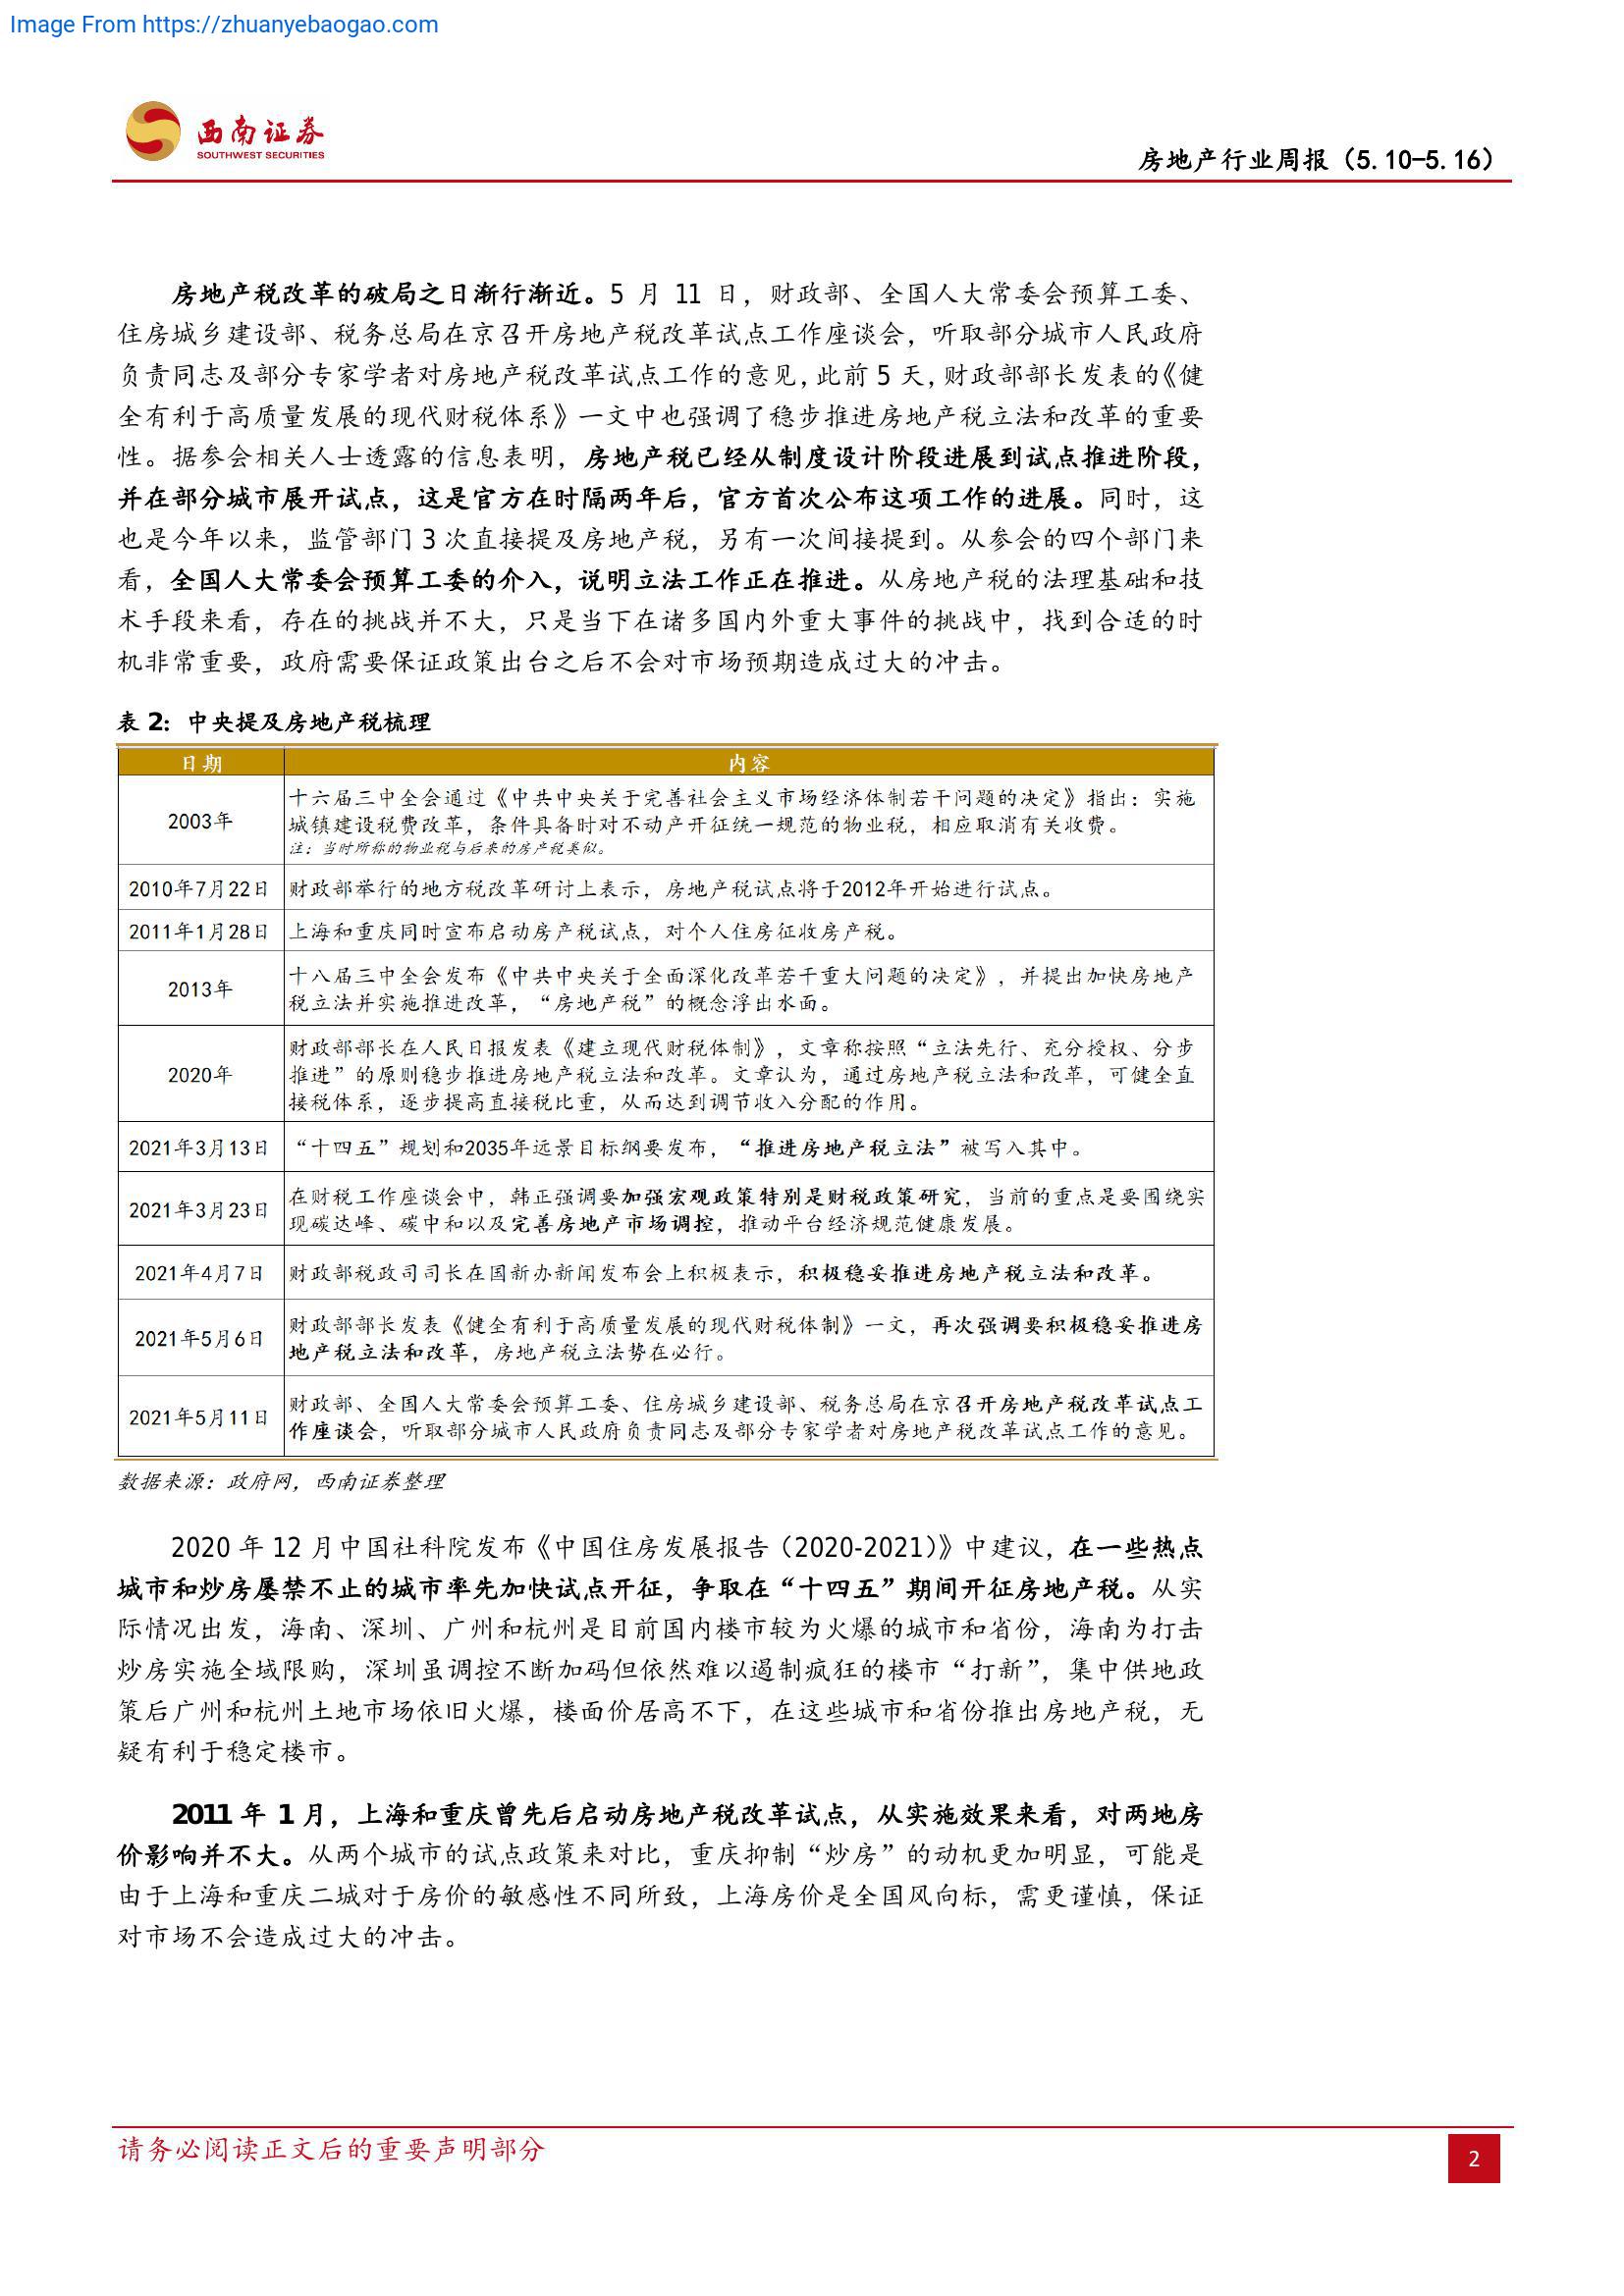 Image From https://zhuanyebaogao.com
西南证券
SOUTHWEST SECURITIES
房地产行业周报（5.10-5.16）
房地产税改革的破局之日渐行渐近。5 月 11 日，财政部、全国人大常委会预算工委、
住房城乡建设部、税务总局在京召开房地产税改革试点工作座谈会，听取部分城市人民政府
负责同志及部分专家学者对房地产税改革试点工作的意见，此前 5 天，财政部部长发表的《健
全有利于高质量发展的现代财税体系》一文中也强调了稳步推进房地产税立法和改革的重要
性。据参会相关人士透露的信息表明，房地产税已经从制度设计阶段进展到试点推进阶段，
并在部分城市展开试点，这是官方在时隔两年后，官方首次公布这项工作的进展。同时，这
也是今年以来，监管部门 3 次直接提及房地产税，另有一次间接提到。从参会的四个部门来
看，全国人大常委会预算工委的介入，说明立法工作正在推进。从房地产税的法理基础和技
术手段来看，存在的挑战并不大，只是当下在诸多国内外重大事件的挑战中，找到合适的时
机非常重要，政府需要保证政策出台之后不会对市场预期造成过大的冲击。
表 2：中央提及房地产税梳理
日期 内容
2003年 十六届三中全会通过《中共中央关于完善社会主义市场经济体制若干问题的决定》指出：实施
城镇建设税费改革，条件具备时对不动产开征统一规范的物业税，相应取消有关收费。
注：当时所称的物业税与后来的房产税类似。
2010年7月22日 财政部举行的地方税改革研讨上表示，房地产税试点将于2012年开始进行试点。
2011年1月28日 上海和重庆同时宣布启动房产税试点，对个人住房征收房产税。
2013年 十八届三中全会发布《中共中央关于全面深化改革若干重大问题的决定》，并提出加快房地产
税立法并实施推进改革，“房地产税”的概念浮出水面。
2020年 财政部部长在人民日报发表《建立现代财税体制》，文章称按照“立法先行、充分授权、分步
推进”的原则稳步推进房地产税立法和改革。文章认为，通过房地产税立法和改革，可健全直
接税体系，逐步提高直接税比重，从而达到调节收入分配的作用。
2021年3月13日 “十四五”规划和2035年远景目标纲要发布，“推进房地产税立法”被写入其中。
2021年3月23日 在财税工作座谈会中，韩正强调要加强宏观政策特别是财税政策研究，当前的重点是要围绕实
现碳达峰、碳中和以及完善房地产市场调控，推动平台经济规范健康发展。
2021年4月7日 财政部税政司司长在国新办新闻发布会上积极表示，积极稳妥推进房地产税立法和改革。
2021年5月6日 财政部部长发表《健全有利于高质量发展的现代财税体制》一文，再次强调要积极稳妥推进房
地产税立法和改革，房地产税立法势在必行。
2021年5月11日 财政部、全国人大常委会预算工委、住房城乡建设部、税务总局在京召开房地产税改革试点工
作座谈会，听取部分城市人民政府负责同志及部分专家学者对房地产税改革试点工作的意见。
数据来源：政府网，西南证券整理
2020 年 12 月中国社科院发布《中国住房发展报告（2020-2021）》中建议，在一些热点
城市和炒房屡禁不止的城市率先加快试点开征，争取在“十四五”期间开征房地产税。从实
际情况出发，海南、深圳、广州和杭州是目前国内楼市较为火爆的城市和省份，海南为打击
炒房实施全域限购，深圳虽调控不断加码但依然难以遏制疯狂的楼市“打新”，集中供地政
策后广州和杭州土地市场依旧火爆，楼面价居高不下，在这些城市和省份推出房地产税，无
疑有利于稳定楼市。
2011 年 1 月，上海和重庆曾先后启动房地产税改革试点，从实施效果来看，对两地房
价影响并不大。从两个城市的试点政策来对比，重庆抑制“炒房”的动机更加明显，可能是
由于上海和重庆二城对于房价的敏感性不同所致，上海房价是全国风向标，需更谨慎，保证
对市场不会造成过大的冲击。
请务必阅读正文后的重要声明部分
2